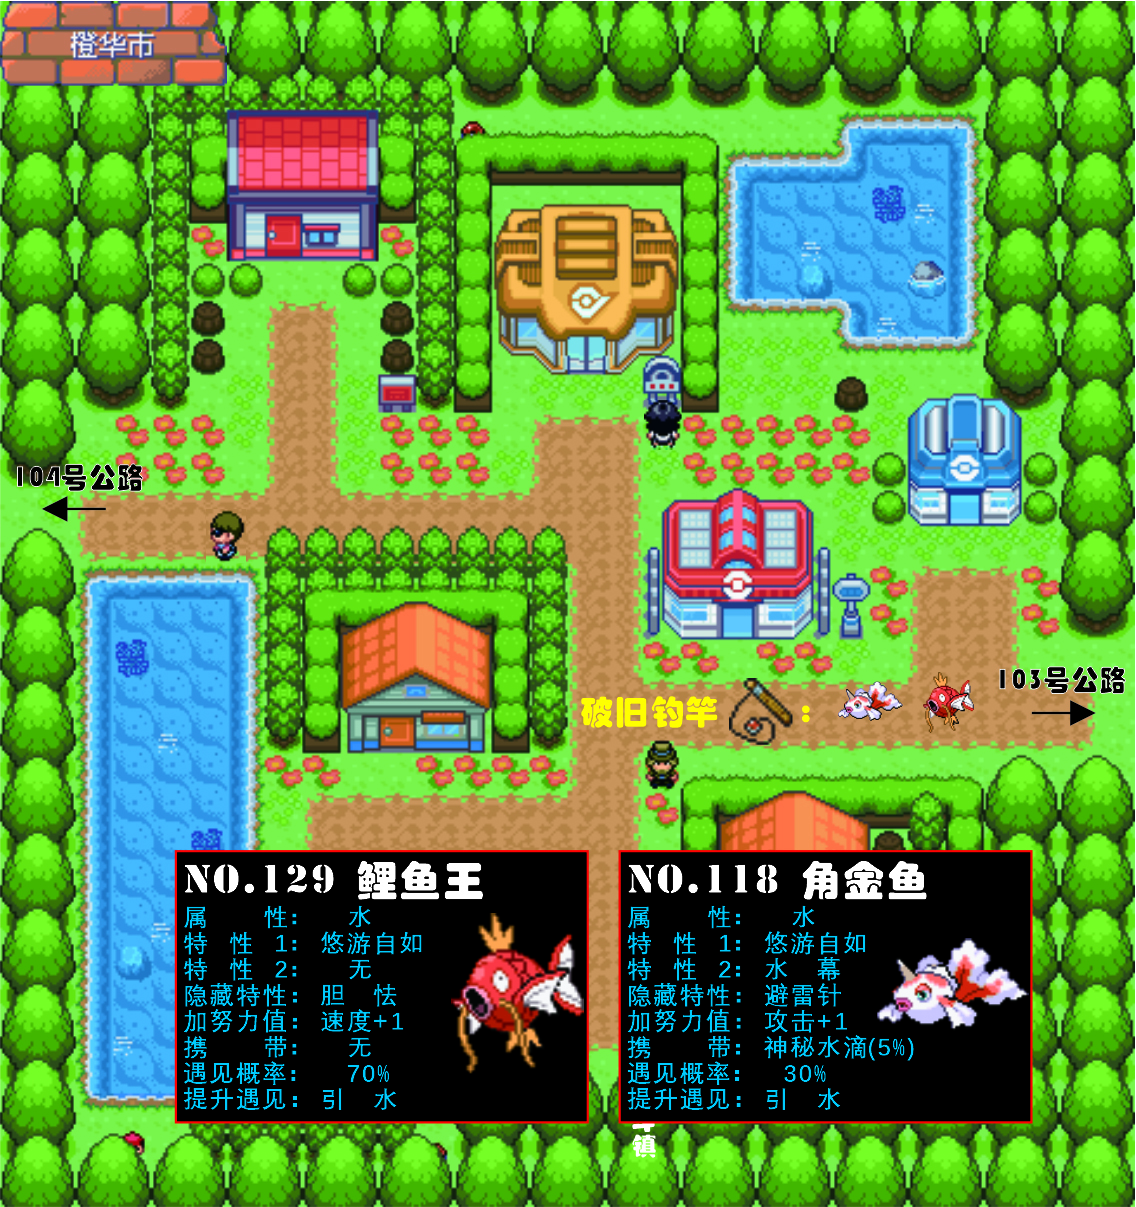 橙华市
104号公路
103号公路
破旧钓竿:
NO.129 鲤鱼王
属 性: 水
特 性 1: 悠游自如
特 性 2: 无
隐藏特性: 胆 怯
加努力值: 速度+1
携 带: 无
遇见概率: 70%
提升遇见: 引 水
NO.118 角金鱼
属 性: 水
特 性 1: 悠游自如
特 性 2: 水 幕
隐藏特性: 避雷针
加努力值: 攻击+1
携 带: 神秘水滴(5%)
遇见概率: 30%
提升遇见: 引 水
镇